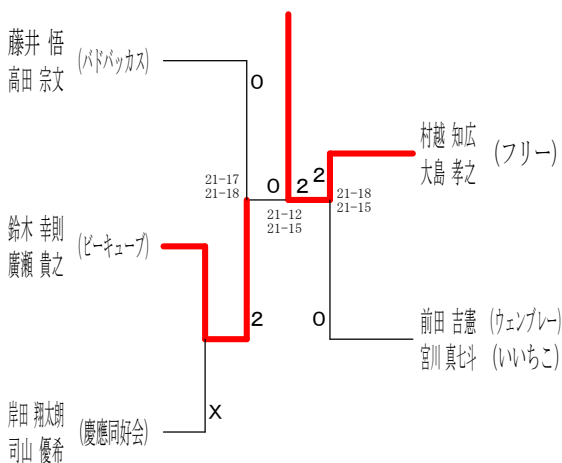 藤井 悟
高田 宗文
(バドバッカス)
0
村越 知広
大島 孝之
(フリー)
21-17
21-18
0
2
2
21-18
21-15
21-12
21-15
鈴木 幸則
廣瀬 貴之
(ビーキューブ)
2
0
前田 吉憲 (ウェンブレー)
宮川 真七斗 (いいちこ)
岸田 翔太朗
司山 優希
(慶應同好会)
X